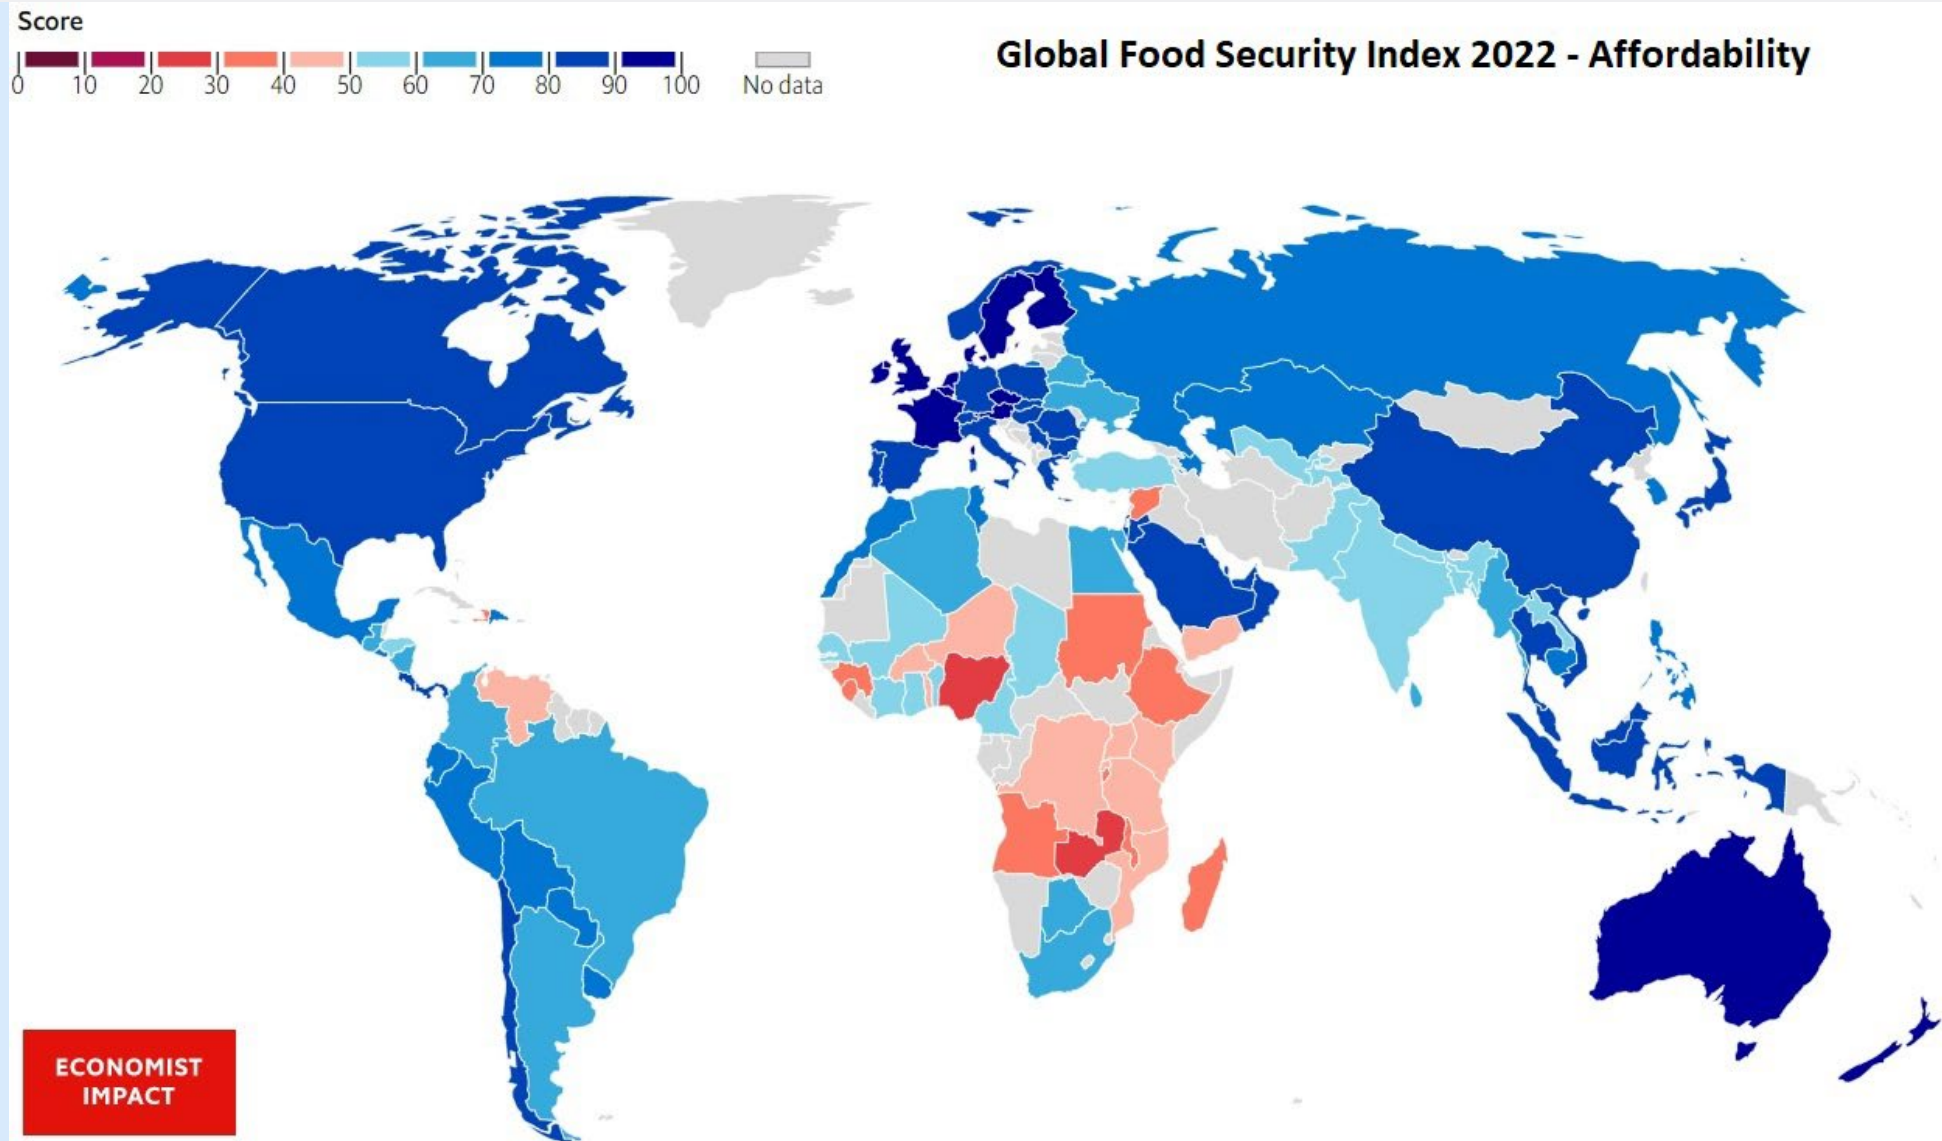 Score
0 10 20 30 40 50 60 70 80 90 100 No data
Global Food Security Index 2022 - Affordability
ECONOMIST
IMPACT